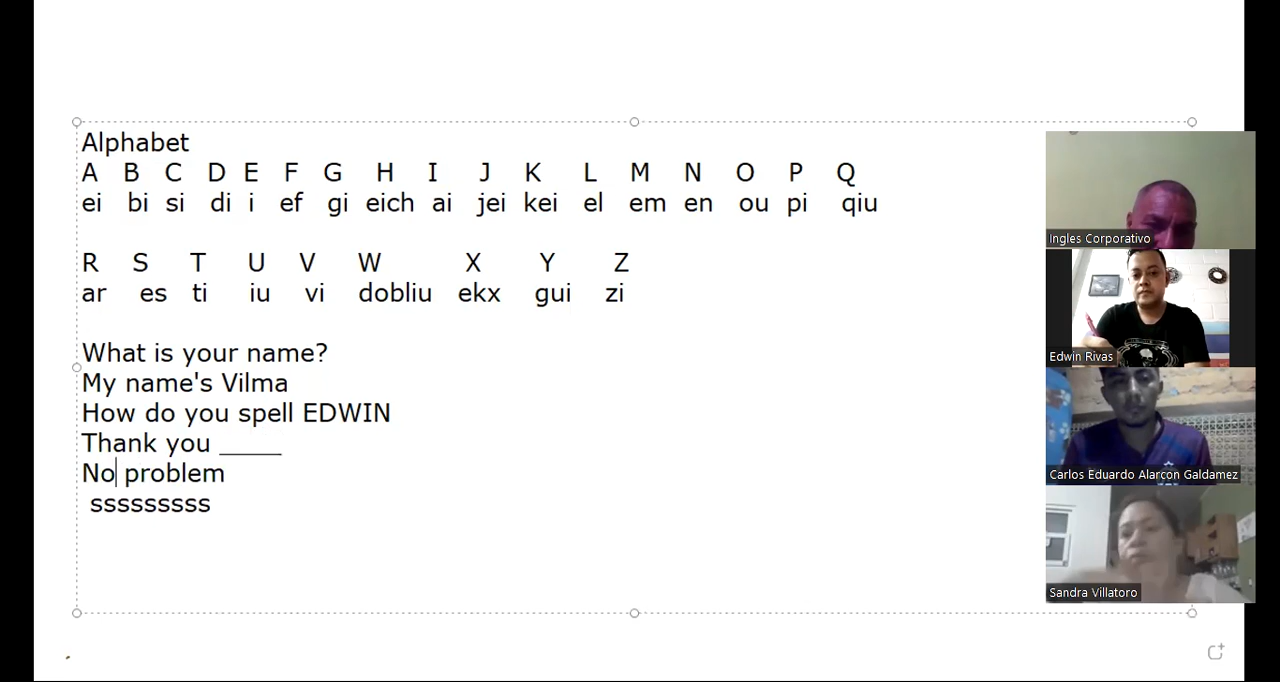 Alphabet
A B C D E F G H I J K L M N O P Q
ei bi si di i ef gi eich ai jei kei el em en ou pi qiu
R S T U V W X Y Z
ar es ti iu vi dobliu ekx gui zi
What is your name?
My name's Vilma
How do you spell EDWIN
Thank you _____
No problem
sssssssss
Ingles Corporativo
Edwin Rivas
Carlos Eduardo Alarcon Galdamez
Sandra Villatoro